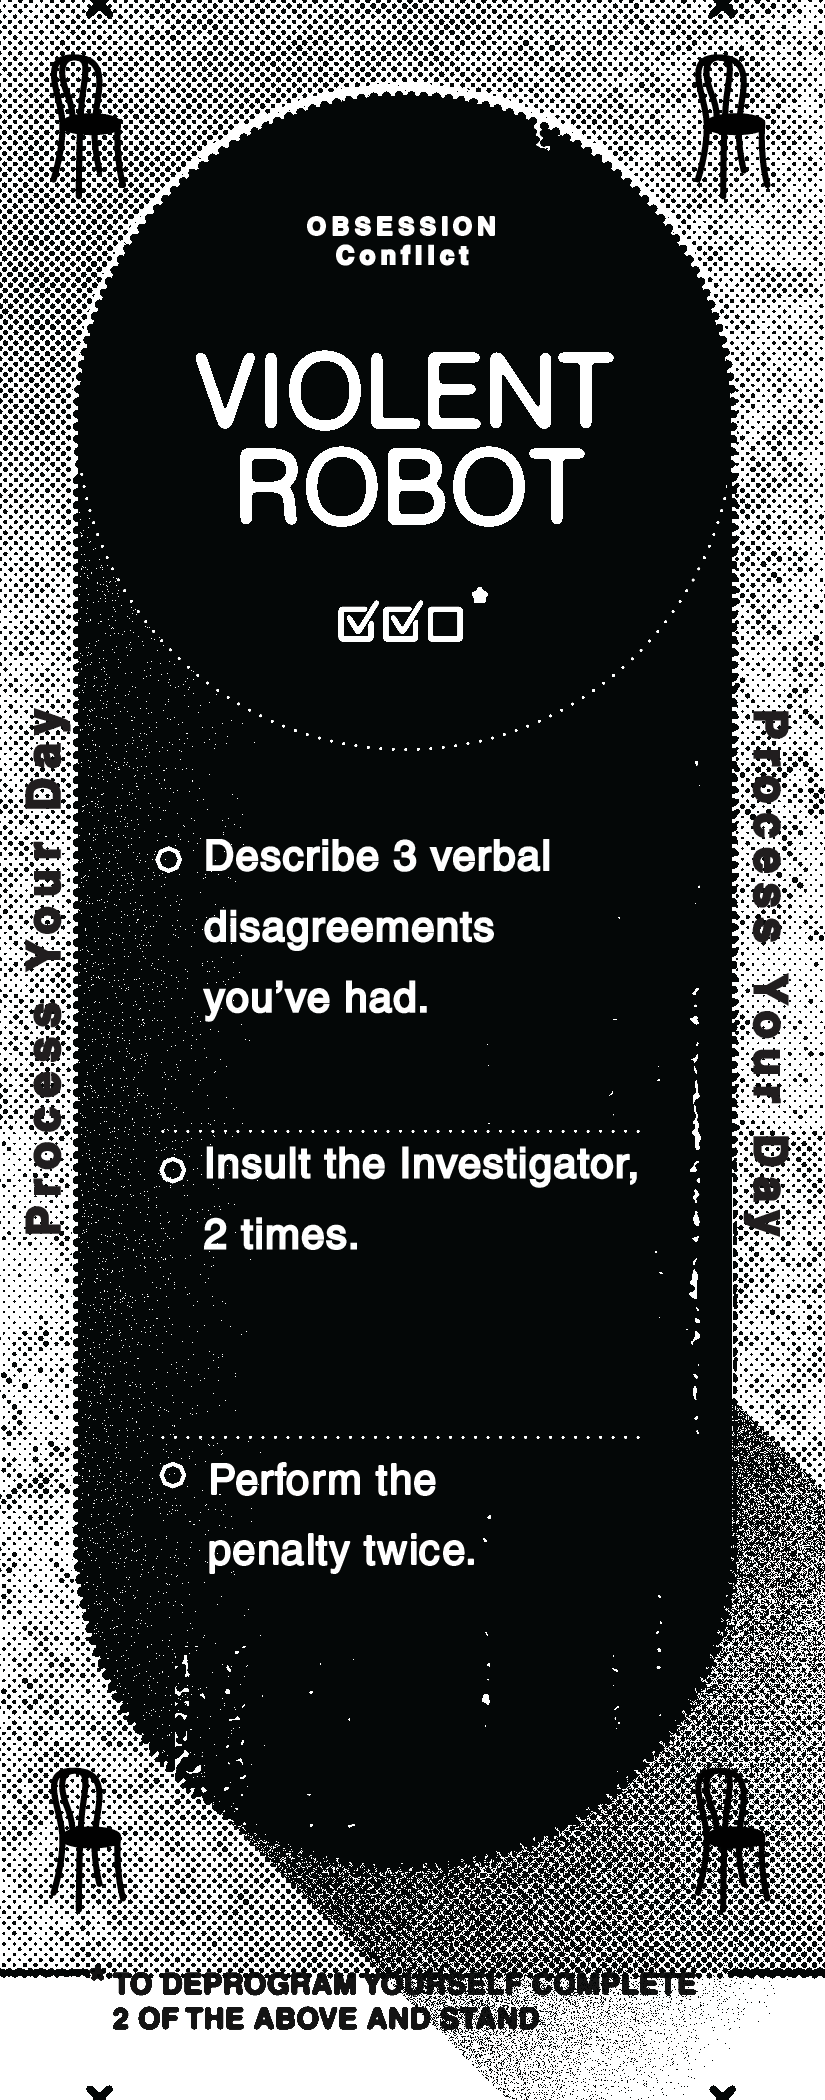 OBSESSION
Conflict
VIOLENT
ROBOT
*
Process Your Day
Process Your Day
Describe 3 verbal
disagreements
you've had.
Insult the Investigator,
2 times.
Perform the
penalty twice.
*TO DEPROGRAM YOURSELF COMPLETE
2 OF THE ABOVE AND STAND